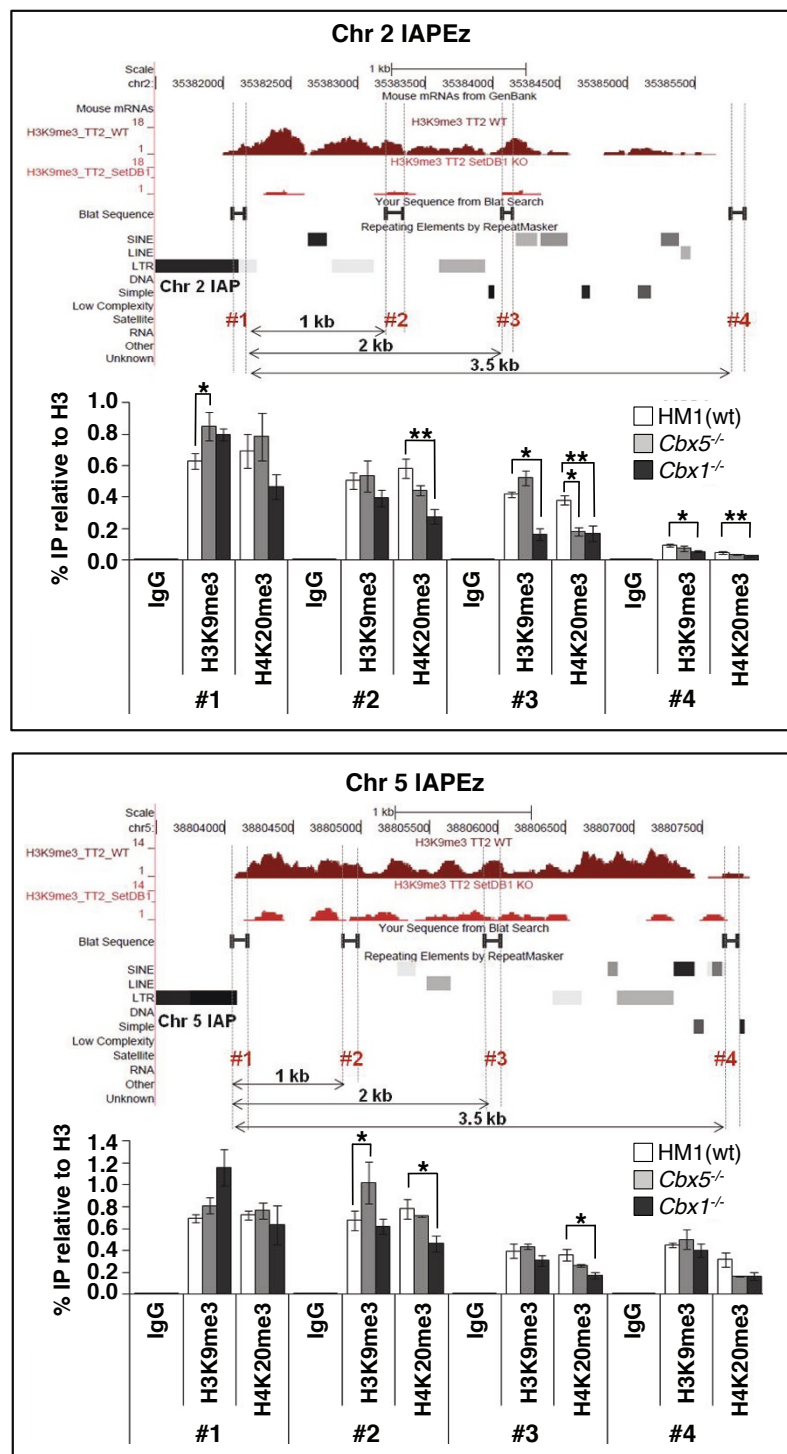 Chr 2 IAPEz
Scale 1 kb
chr2: 35382000 35382500 35383000 35383500 35384000 35384500 35385000 35385500
Mouse mRNAs from GenBank
Mouse mRNAs
18 H3K9me3 TT2 WT
H3K9me3_TT2_WT
1
18 H3K9me3 TT2 SetDB1 KO
H3K9me3_TT2_SetDB1
1
Your Sequence from Blat Search
Blat Sequence
Repeating Elements by RepeatMasker
SINE
LINE
LTR
DNA
Chr 2 IAP
Simple
Low Complexity
Satellite
#1 #2 #3 #4
RNA
1 kb
Other
2 kb
Unknown
3.5 kb
% IP relative to H3
1.0
0.8
0.6
0.4
0.2
0.0
* ** * ** * * **
HM1(wt)
Cbx5-/-
Cbx1-/-
IgG H3K9me3 H4K20me3 IgG H3K9me3 H4K20me3 IgG H3K9me3 H4K20me3 IgG H3K9me3 H4K20me3
#1 #2 #3 #4
Chr 5 IAPEz
Scale 1 kb
chr5: 38804000 38804500 38805000 38805500 38806000 38806500 38807000 38807500
14 H3K9me3 TT2 WT
H3K9me3_TT2_WT
1
14 H3K9me3 TT2 SetDB1 KO
H3K9me3_TT2_SetDB1
1
Your Sequence from Blat Search
Blat Sequence
Repeating Elements by RepeatMasker
SINE
LINE
LTR
DNA
Chr 5 IAP
Simple
Low Complexity
Satellite
#1 #2 #3 #4
RNA
Other
1 kb
Unknown
2 kb
3.5 kb
% IP relative to H3
1.4
1.2
1.0
0.8
0.6
0.4
0.2
0.0
* * *
HM1(wt)
Cbx5-/-
Cbx1-/-
IgG H3K9me3 H4K20me3 IgG H3K9me3 H4K20me3 IgG H3K9me3 H4K20me3 IgG H3K9me3 H4K20me3
#1 #2 #3 #4